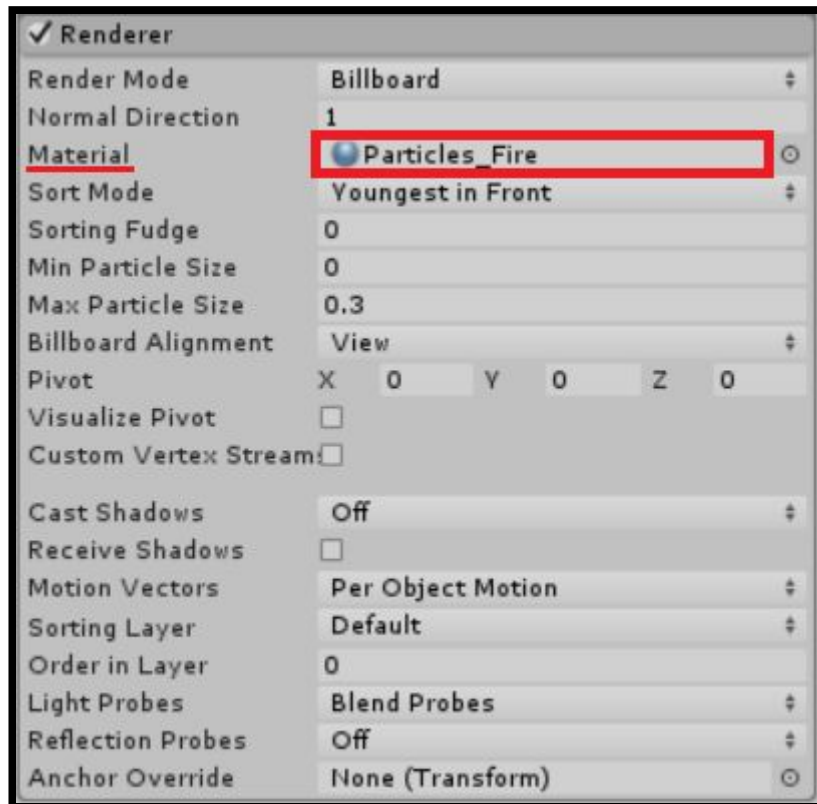 Renderer
Render Mode Billboard
Normal Direction 1
Material Particles_Fire
Sort Mode Youngest in Front
Sorting Fudge 0
Min Particle Size 0
Max Particle Size 0.3
Billboard Alignment View
Pivot X 0 Y 0 Z 0
Visualize Pivot
Custom Vertex Stream
Cast Shadows Off
Receive Shadows
Motion Vectors Per Object Motion
Sorting Layer Default
Order in Layer 0
Light Probes Blend Probes
Reflection Probes Off
Anchor Override None (Transform)